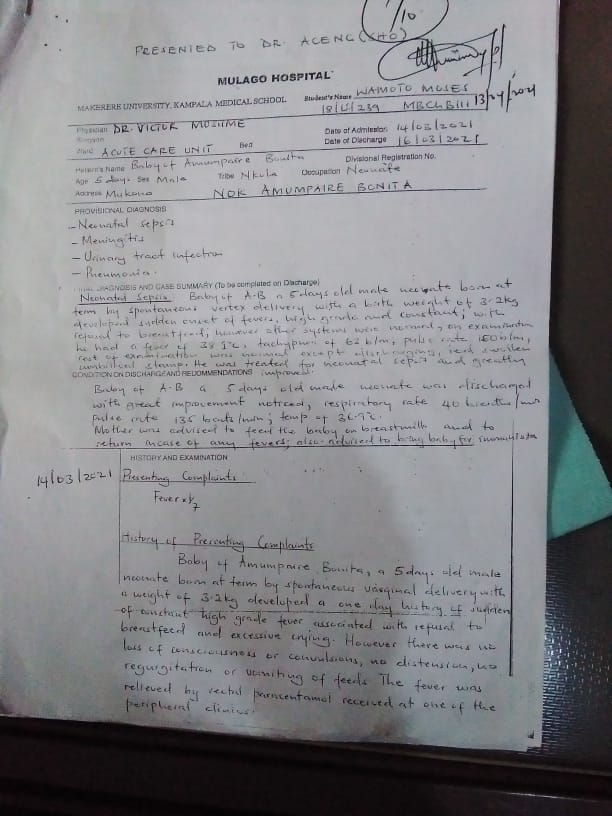 /10
PRESENTED TO DR. ACENG (SHO)
MULAGO HOSPITAL
MAKERERE UNIVERSITY, KAMPALA MEDICAL SCHOOL
Student's Name WAMOTO MOSES
18/U/239 MBChB III 13/04/2021
Physician DR. VICTOR MUSIIME
Surgeon
Ward ACUTE CARE UNIT Bed
Date of Admission 14/03/2021
Date of Discharge 16/03/2021
Patient's Name Baby of Amumpaire Bonita
Divisional Registration No.
Age 5 days Sex Male Tribe Occupation Neonate
Address Mukono NOK AMUMPAIRE BONITA
PROVISIONAL DIAGNOSIS
- Neonatal sepsis
- Meningitis
- Urinary tract infection
- Pneumonia.
DIAGNOSIS AND CASE SUMMARY (To be completed on Discharge)
Neonatal Sepsis: Baby of A.B a 5 days old male neonate born at
term by spontaneous vertex delivery with a birth weight of 3.2kg
developed sudden onset of fevers, high grade and constant, with
refusal to breastfeed, however other systems were normal, on examination
he had a fever of 38.5°C, tachypnea of 62 b/m, pulse rate 150 b/m,
rest of examination was normal except discharging, red swollen
umbilical stump. He was treated for neonatal sepsis and greatly
improved.
CONDITION ON DISCHARGE AND RECOMMENDATIONS
Baby of A.B a 5 days old male neonate was discharged
with great improvement noticed, respiratory rate 40 breaths/min
Pulse rate 135 beats/min; temp of 36.9°C.
Mother was advised to feed the baby on breastmilk and to
return incase of any fevers; also advised to bring baby for immunisation
HISTORY AND EXAMINATION
14/03/2021
Presenting Complaints
Fever x 1/7
History of Presenting Complaints
Baby of Amumpaire Bonita, a 5 days old male
neonate born at term by spontaneous vaginal delivery with
a weight of 3.2kg developed a one day history of sudden
of constant high grade fever associated with refusal to
breastfeed and excessive crying. However there was no
loss of consciousness or convulsions, no distension, no
regurgitation or vomiting of feeds The fever was
relieved by rectal paracentamol received at one of the
peripheral clinics.